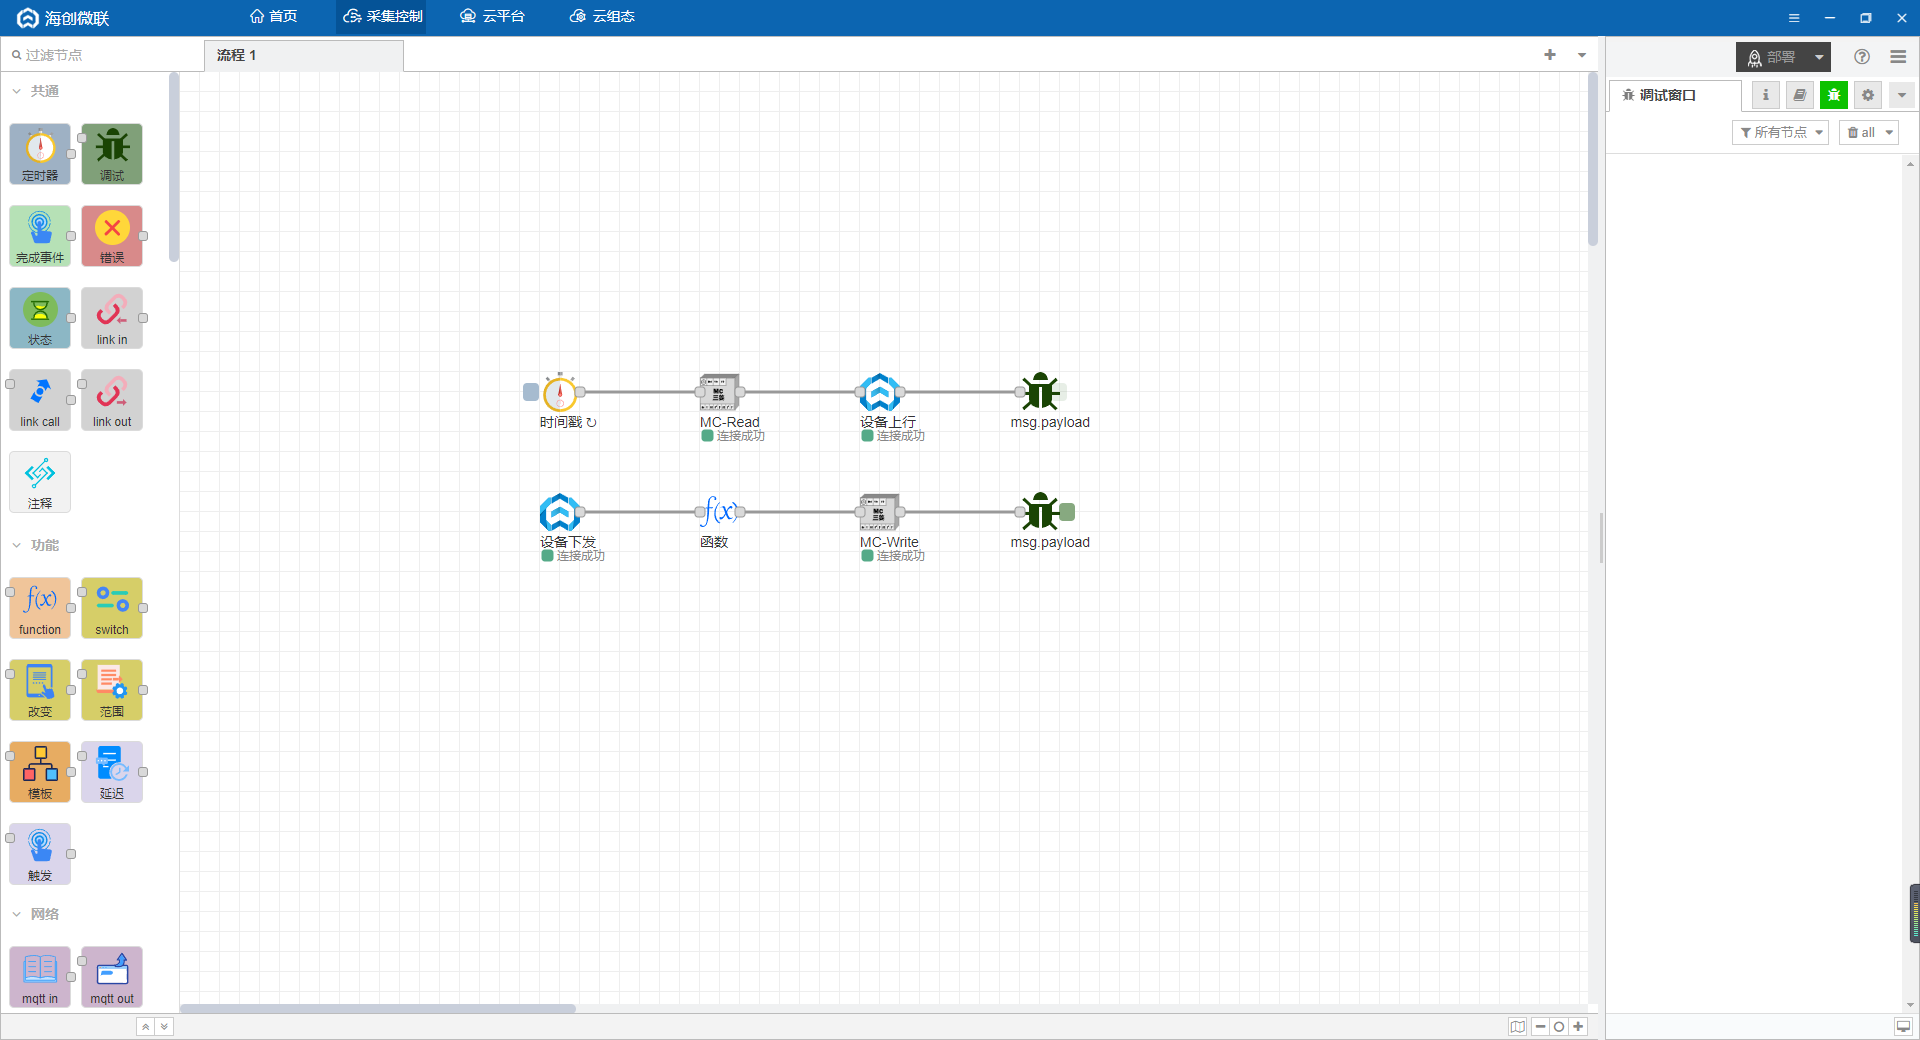 海创微联
首页
采集控制
云平台
云组态
过滤节点
流程 1
部署
调试窗口
所有节点
all
共通
定时器
调试
完成事件
错误
状态
link in
link call
link out
注释
功能
function
switch
改变
范围
模板
延迟
触发
网络
mqtt in
mqtt out
时间戳 ↻
MC
三菱
MC-Read
连接成功
设备上行
连接成功
msg.payload
设备下发
连接成功
f(x)
函数
MC
三菱
MC-Write
连接成功
msg.payload